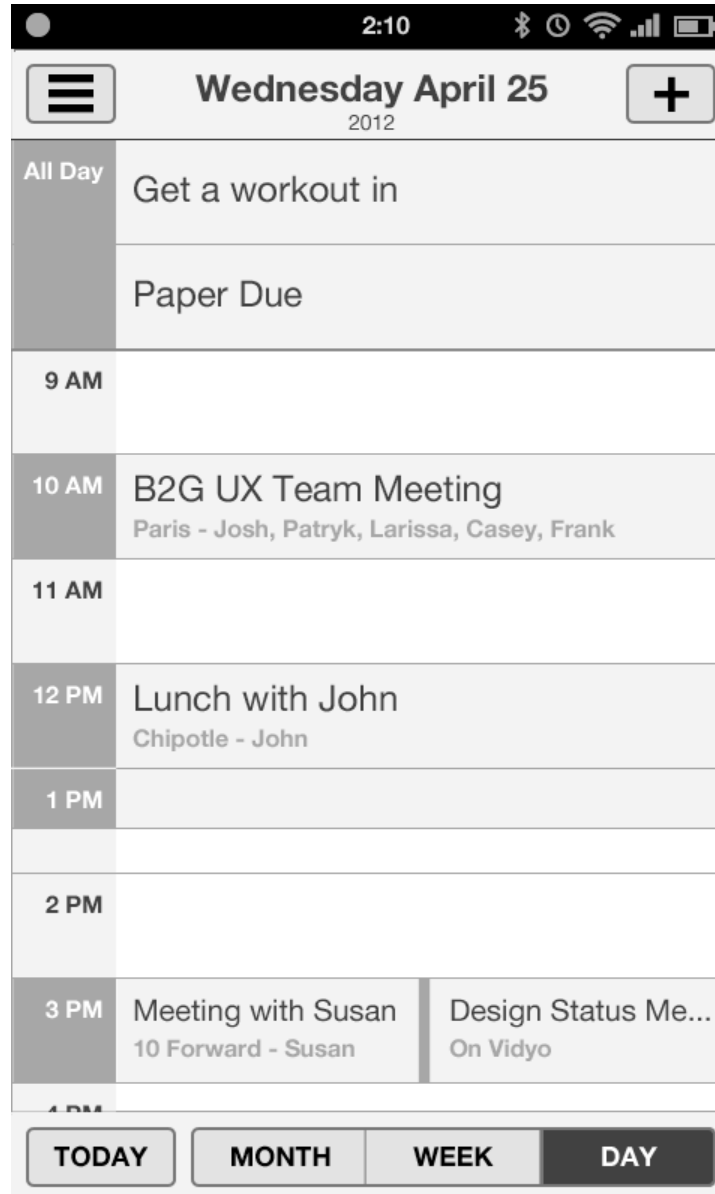 2:10
Wednesday April 25
2012
All Day
Get a workout in
Paper Due
9 AM
10 AM
B2G UX Team Meeting
Paris - Josh, Patryk, Larissa, Casey, Frank
11 AM
12 PM
Lunch with John
Chipotle - John
1 PM
2 PM
3 PM
Meeting with Susan
10 Forward - Susan
Design Status Me...
On Vidyo
4 PM
TODAY
MONTH
WEEK
DAY